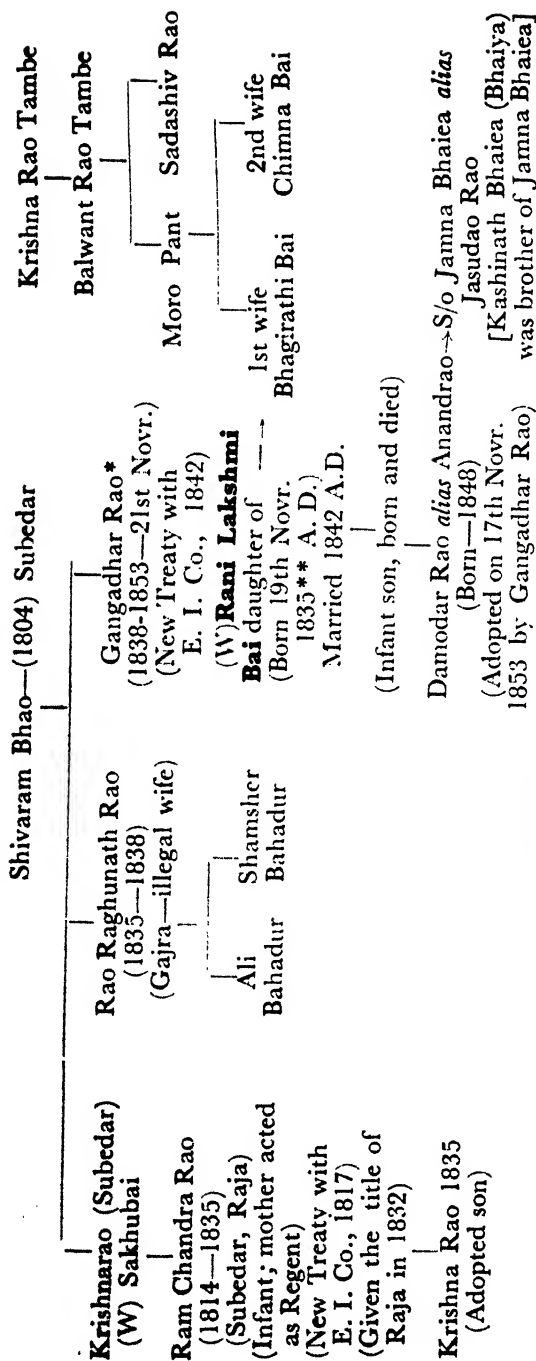 Shivaram Bhao—(1804) Subedar
Krishnarao (Subedar)
(W) Sakhubai
Ram Chandra Rao
(1814—1835)
(Subedar, Raja)
(Infant; mother acted
as Regent)
(New Treaty with
E. I. Co., 1817)
(Given the title of
Raja in 1832)
Krishna Rao 1835
(Adopted son)
Rao Raghunath Rao
(1835—1838)
(Gajra—illegal wife)
Ali
Bahadur
Shamsher
Bahadur
Gangadhar Rao*
(1838-1853—21st Novr.)
(New Treaty with
E. I. Co., 1842)
(W) Rani Lakshmi
Bai daughter of
(Born 19th Novr.
1835** A. D.)
Married 1842 A.D.
(Infant son, born and died)
Damodar Rao alias Anandrao→S/o Jamna Bhaiea alias
(Born—1848)
Jasudao Rao
(Adopted on 17th Novr.
1853 by Gangadhar Rao)
[Kashinath Bhaiea (Bhaiya)
was brother of Jamna Bhaiea]
Krishna Rao Tambe
Balwant Rao Tambe
Moro Pant
Sadashiv Rao
1st wife
Bhagirathi Bai
2nd wife
Chimna Bai